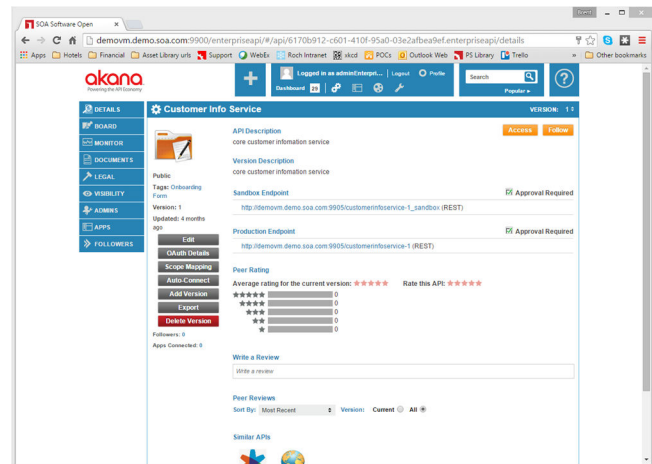 SOA Software Open
demovm.demo.soa.com:9900/enterpriseapi/#/api/6170b912-c601-410f-95a0-03e2afbea9ef.enterpriseapi/details
Apps Hotels Financial Asset Library urls Support WebEx Roch Intranet xkcd POCs Outlook Web PS Library Trello » Other bookmarks
akana
Powering the API Economy
Logged in as adminEnterpri... | Logout Profile
Dashboard 29
Search
Popular »
?
DETAILS
BOARD
MONITOR
DOCUMENTS
LEGAL
VISIBILITY
ADMINS
APPS
FOLLOWERS
Customer Info Service
VERSION: 1
Public
Tags: Onboarding
Form
Version: 1
Updated: 4 months
ago
Edit
OAuth Details
Scope Mapping
Auto-Connect
Add Version
Export
Delete Version
Followers: 0
Apps Connected: 0
API Description
Access Follow
core customer infomation service
Version Description
core customer infomation service
Sandbox Endpoint
Approval Required
http://demovm.demo.soa.com:9905/customerinfoservice-1_sandbox (REST)
Production Endpoint
Approval Required
http://demovm.demo.soa.com:9905/customerinfoservice-1 (REST)
Peer Rating
Average rating for the current version: Rate this API:
0
0
0
0
0
Write a Review
Write a review
Peer Reviews
Sort By: Most Recent Version: Current All
Similar APIs